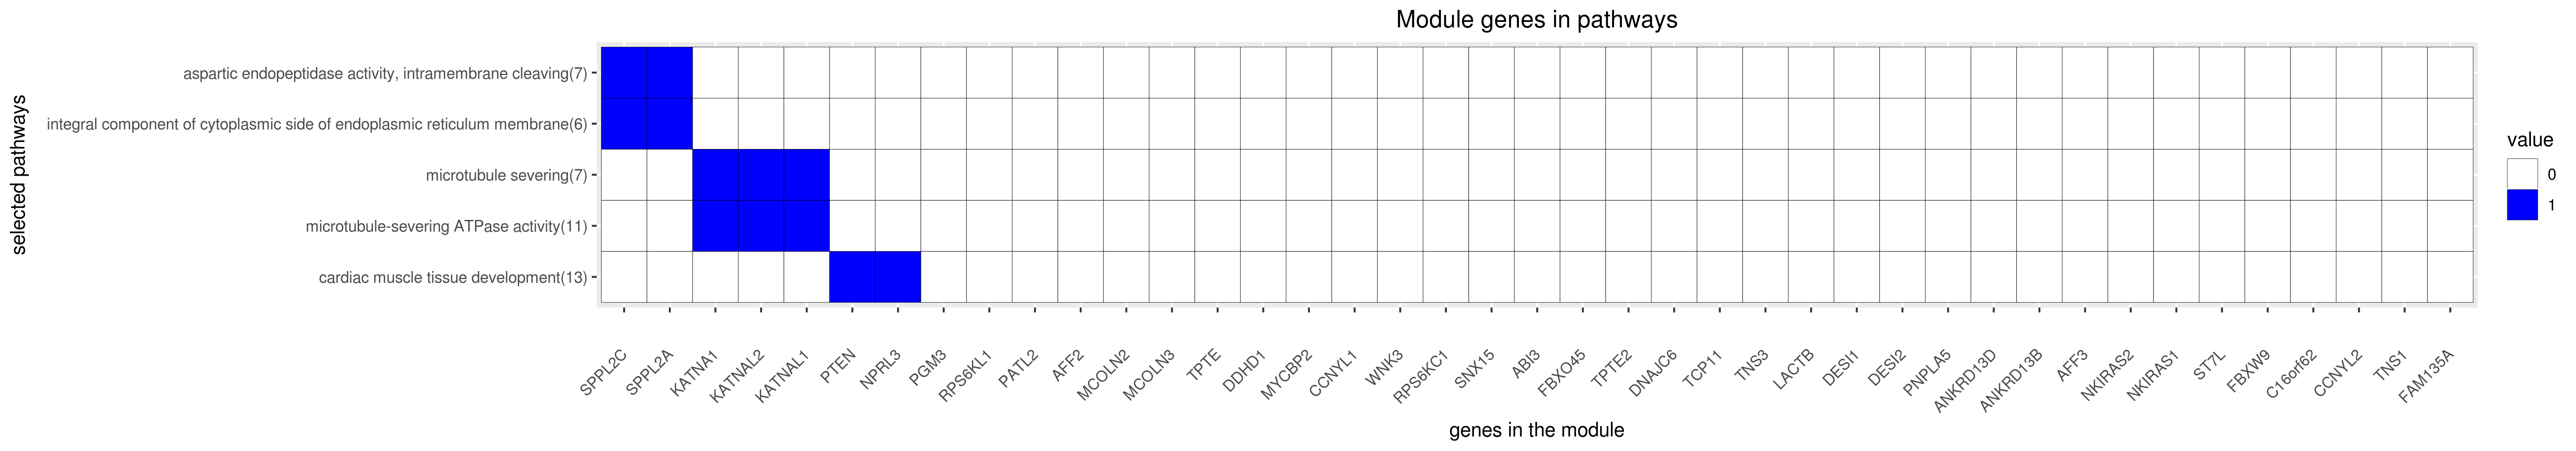 Module genes in pathways
selected pathways
aspartic endopeptidase activity, intramembrane cleaving(7)
integral component of cytoplasmic side of endoplasmic reticulum membrane(6)
microtubule severing(7)
microtubule-severing ATPase activity(11)
cardiac muscle tissue development(13)
value
0
1
SPPL2C
SPPL2A
KATNA1
KATNAL2
KATNAL1
PTEN
NPRL3
PGM3
RPS6KL1
PATL2
AFF2
MCOLN2
MCOLN3
TPTE
DDHD1
MYCBP2
CCNYL1
WNK3
RPS6KC1
SNX15
ABI3
FBXO45
TPTE2
DNAJC6
TCP11
TNS3
LACTB
DESI1
DESI2
PNPLA5
ANKRD13D
ANKRD13B
AFF3
NKIRAS2
NKIRAS1
ST7L
FBXW9
C16orf62
CCNYL2
TNS1
FAM135A
genes in the module